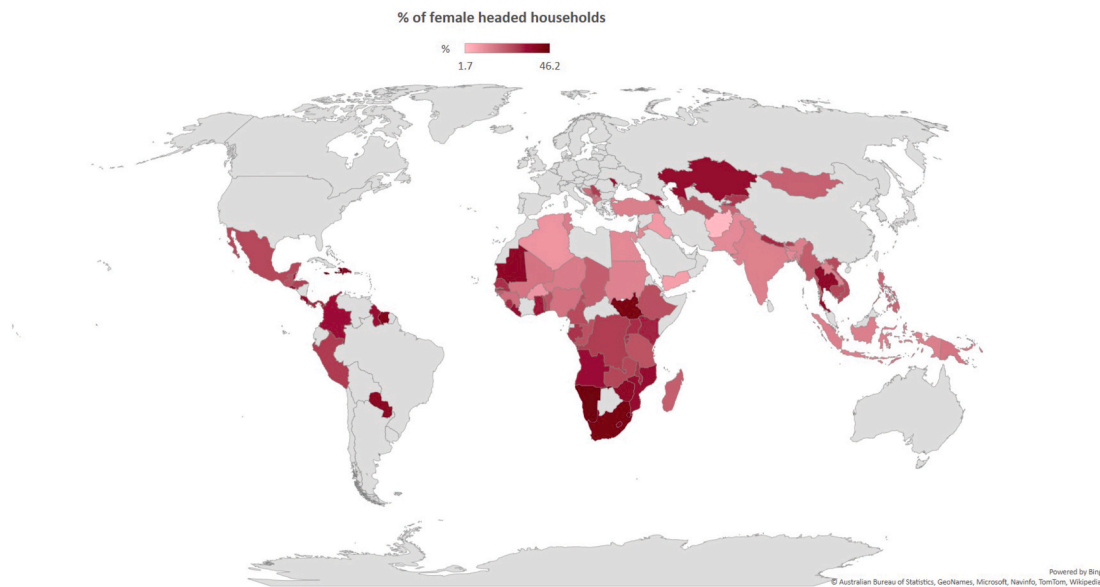 % of female headed households
%
1.7
46.2
Powered by Bing
© Australian Bureau of Statistics, GeoNames, Microsoft, Navinfo, TomTom, Wikipedia